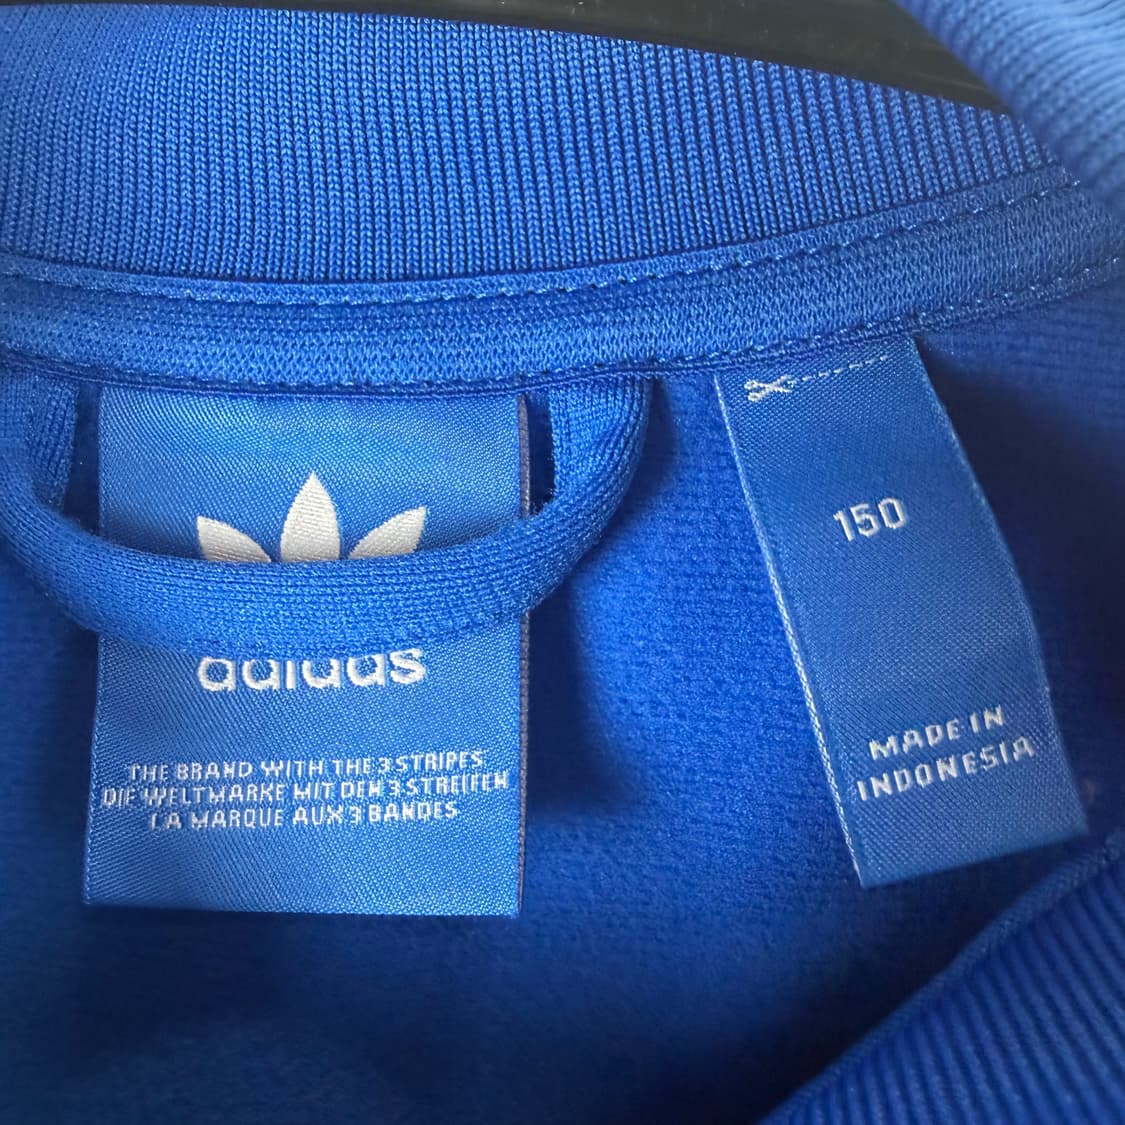 adidas
THE BRAND WITH THE 3 STRIPES
DIE WELTMARKE MIT DEN 3 STREIFEN
LA MARQUE AUX 3 BANDES
150
MADE IN
INDONESIA